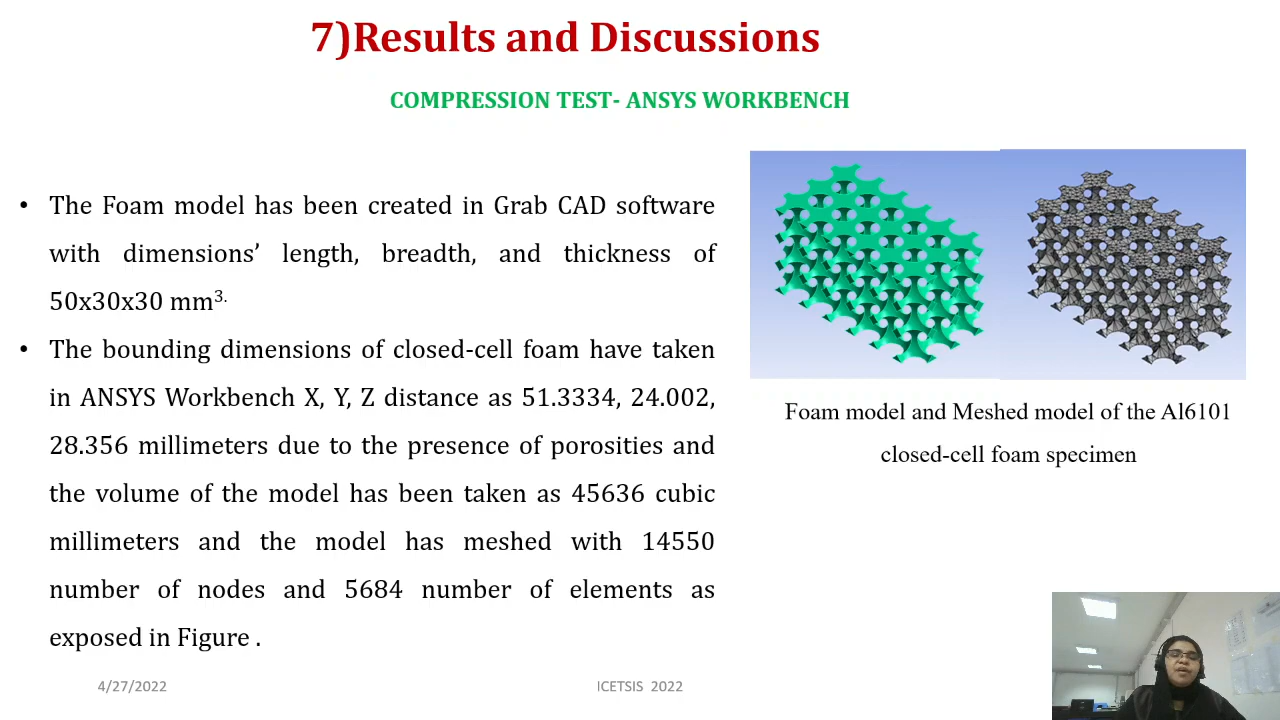 7)Results and Discussions
COMPRESSION TEST- ANSYS WORKBENCH
• The Foam model has been created in Grab CAD software
with dimensions’ length, breadth, and thickness of
50x30x30 mm³·
• The bounding dimensions of closed-cell foam have taken
in ANSYS Workbench X, Y, Z distance as 51.3334, 24.002,
28.356 millimeters due to the presence of porosities and
the volume of the model has been taken as 45636 cubic
millimeters and the model has meshed with 14550
number of nodes and 5684 number of elements as
exposed in Figure .
Foam model and Meshed model of the Al6101
closed-cell foam specimen
4/27/2022
ICETSIS 2022